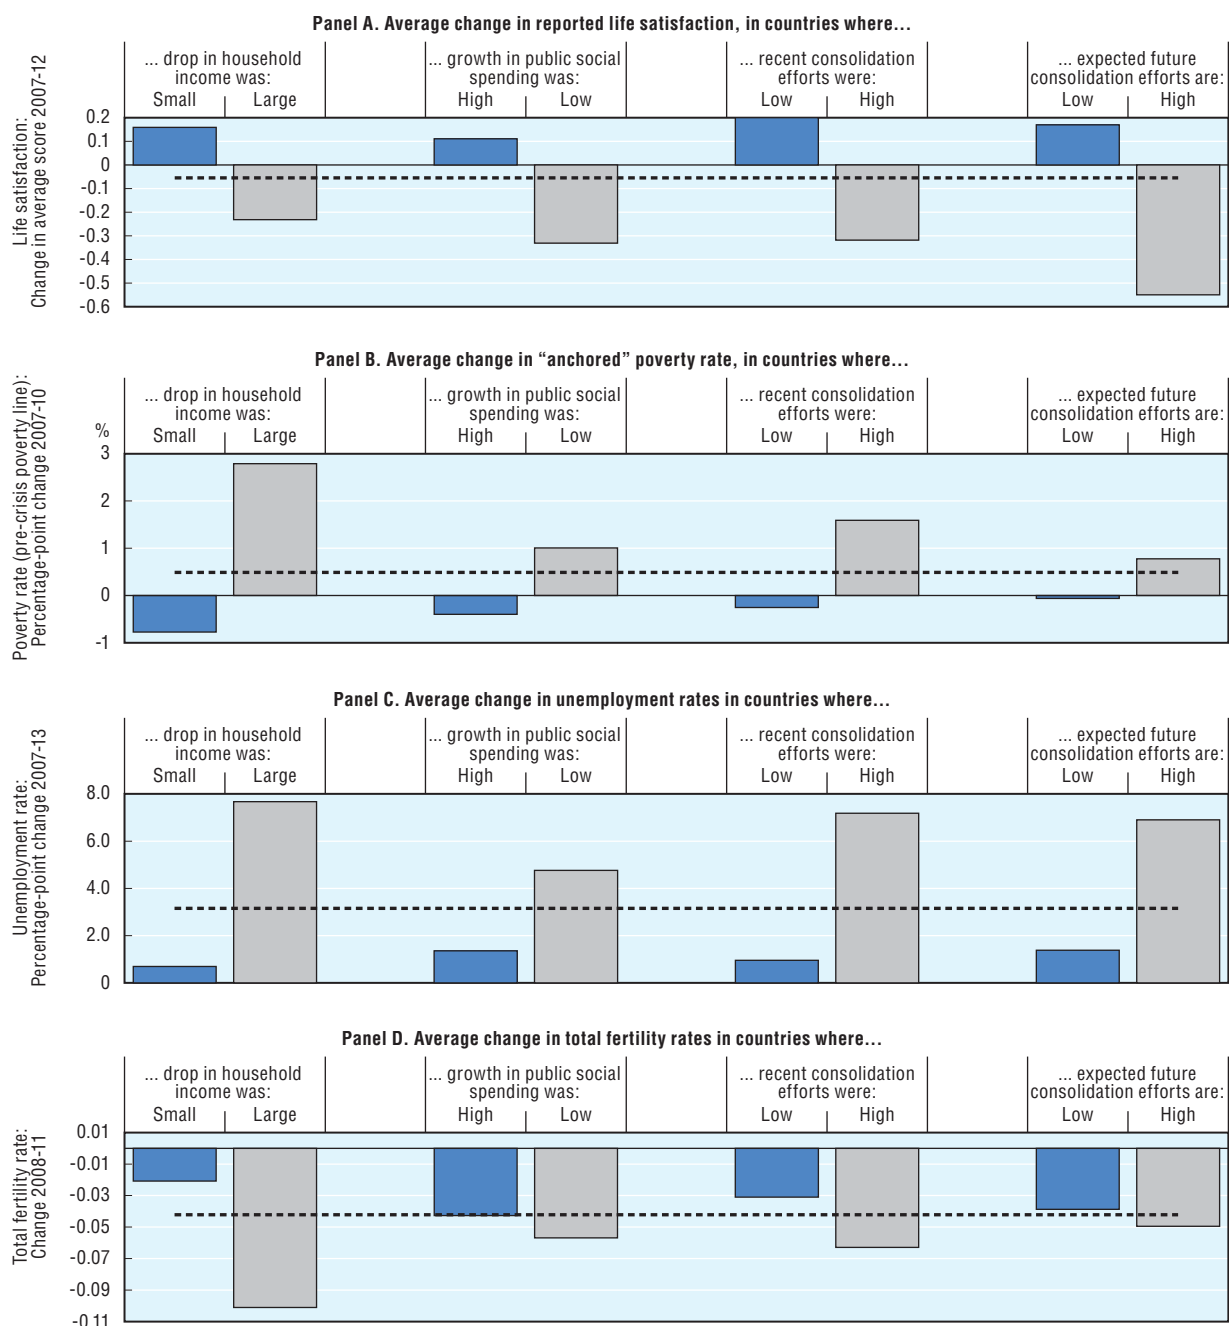 Panel A. Average change in reported life satisfaction, in countries where...
... drop in household
income was:
Small
Large
... growth in public social
spending was:
High
Low
... recent consolidation
efforts were:
Low
High
... expected future
consolidation efforts are:
Low
High
Life satisfaction:
Change in average score 2007-12
0.2
0.1
0
-0.1
-0.2
-0.3
-0.4
-0.5
-0.6
Panel B. Average change in “anchored” poverty rate, in countries where...
... drop in household
income was:
Small
Large
... growth in public social
spending was:
High
Low
... recent consolidation
efforts were:
Low
High
... expected future
consolidation efforts are:
Low
High
Poverty rate (pre-crisis poverty line):
Percentage-point change 2007-10
%
3
2
1
0
-1
Panel C. Average change in unemployment rates in countries where...
... drop in household
income was:
Small
Large
... growth in public social
spending was:
High
Low
... recent consolidation
efforts were:
Low
High
... expected future
consolidation efforts are:
Low
High
Unemployment rate:
Percentage-point change 2007-13
8.0
6.0
4.0
2.0
0
Panel D. Average change in total fertility rates in countries where...
... drop in household
income was:
Small
Large
... growth in public social
spending was:
High
Low
... recent consolidation
efforts were:
Low
High
... expected future
consolidation efforts are:
Low
High
Total fertility rate:
Change 2008-11
0.01
-0.01
-0.03
-0.05
-0.07
-0.09
-0.11